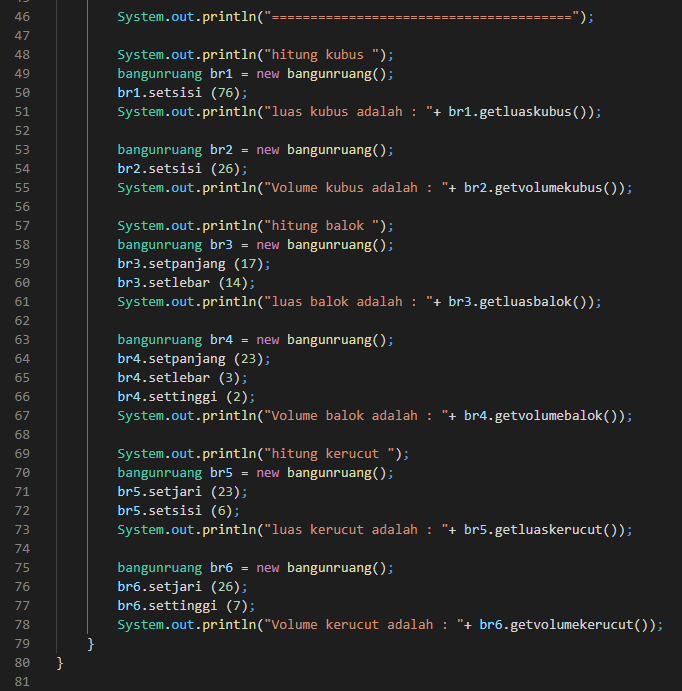 46 System.out.println("======================================");
47
48 System.out.println("hitung kubus ");
49 bangunruang br1 = new bangunruang();
50 br1.setsisi (76);
51 System.out.println("luas kubus adalah : "+ br1.getluaskubus());
52
53 bangunruang br2 = new bangunruang();
54 br2.setsisi (26);
55 System.out.println("Volume kubus adalah : "+ br2.getvolumekubus());
56
57 System.out.println("hitung balok ");
58 bangunruang br3 = new bangunruang();
59 br3.setpanjang (17);
60 br3.setlebar (14);
61 System.out.println("luas balok adalah : "+ br3.getluasbalok());
62
63 bangunruang br4 = new bangunruang();
64 br4.setpanjang (23);
65 br4.setlebar (3);
66 br4.settinggi (2);
67 System.out.println("Volume balok adalah : "+ br4.getvolumebalok());
68
69 System.out.println("hitung kerucut ");
70 bangunruang br5 = new bangunruang();
71 br5.setjari (23);
72 br5.setsisi (6);
73 System.out.println("luas kerucut adalah : "+ br5.getluaskerucut());
74
75 bangunruang br6 = new bangunruang();
76 br6.setjari (26);
77 br6.settinggi (7);
78 System.out.println("Volume kerucut adalah : "+ br6.getvolumekerucut());
79 }
80 }
81